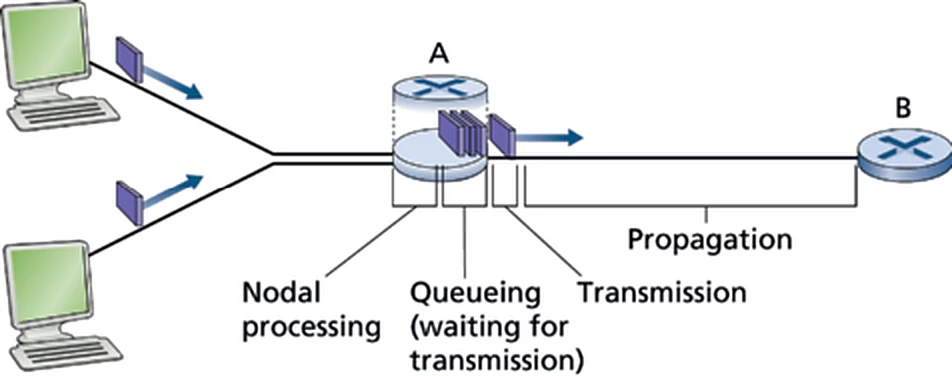 A
B
Propagation
Nodal
processing
Queueing
(waiting for
transmission)
Transmission